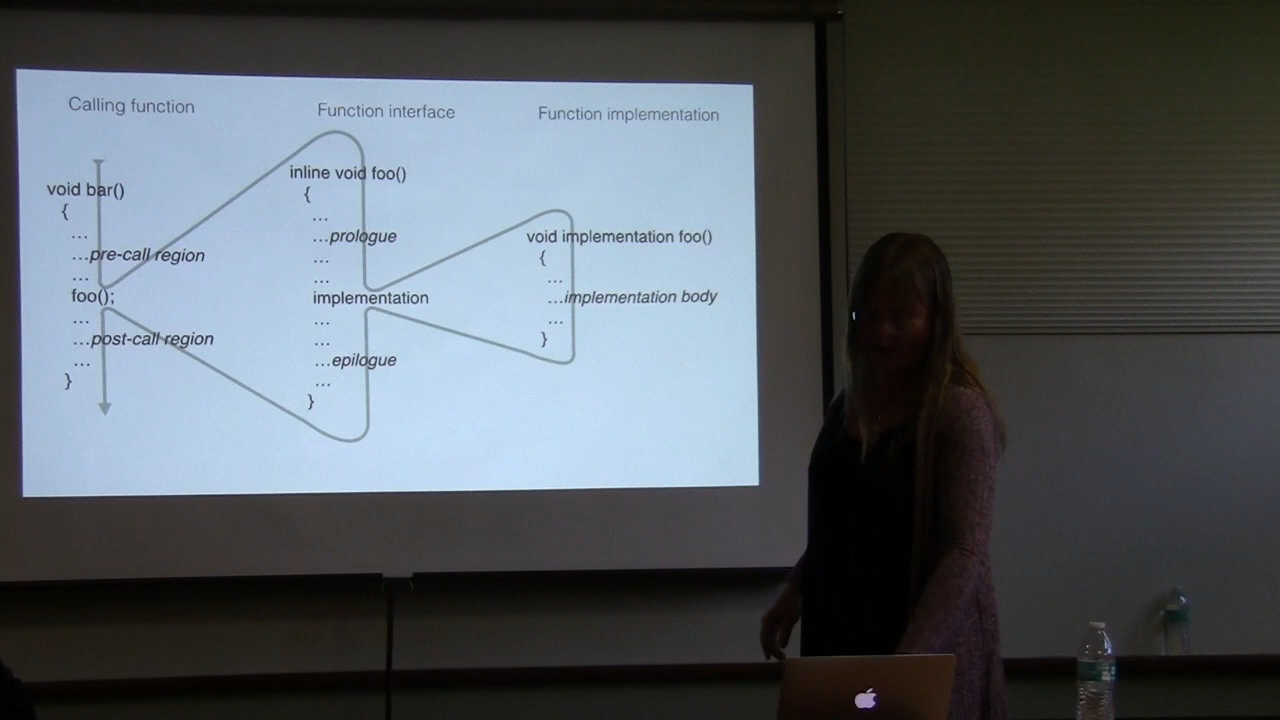 Calling function
void bar()
{
...
...pre-call region
...
foo();
...
...post-call region
...
}
Function interface
inline void foo()
{
...
...prologue
...
...
implementation
...
...
...epilogue
...
}
Function implementation
void implementation foo()
{
...
...implementation body
...
}